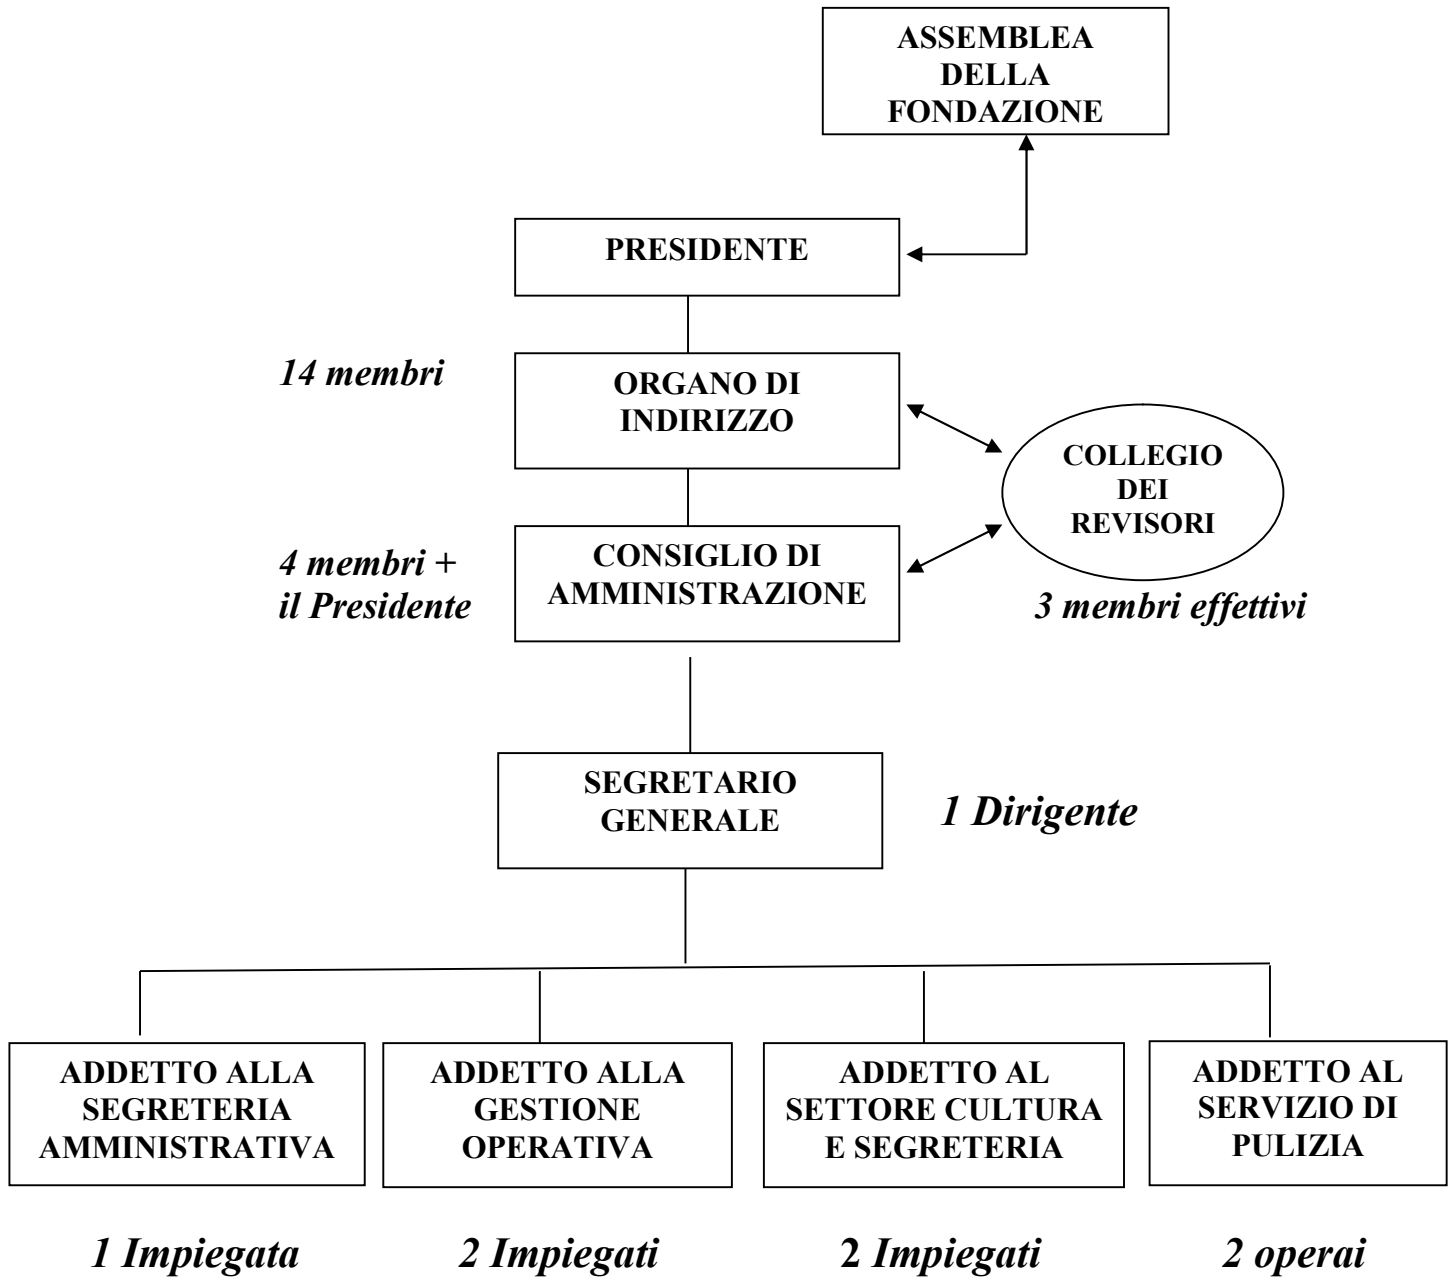 ASSEMBLEA
DELLA
FONDAZIONE
PRESIDENTE
14 membri
ORGANO DI
INDIRIZZO
COLLEGIO
DEI
REVISORI
3 membri effettivi
4 membri +
il Presidente
CONSIGLIO DI
AMMINISTRAZIONE
SEGRETARIO
GENERALE
1 Dirigente
ADDETTO ALLA
SEGRETERIA
AMMINISTRATIVA
1 Impiegata
ADDETTO ALLA
GESTIONE
OPERATIVA
2 Impiegati
ADDETTO AL
SETTORE CULTURA
E SEGRETERIA
2 Impiegati
ADDETTO AL
SERVIZIO DI
PULIZIA
2 operai